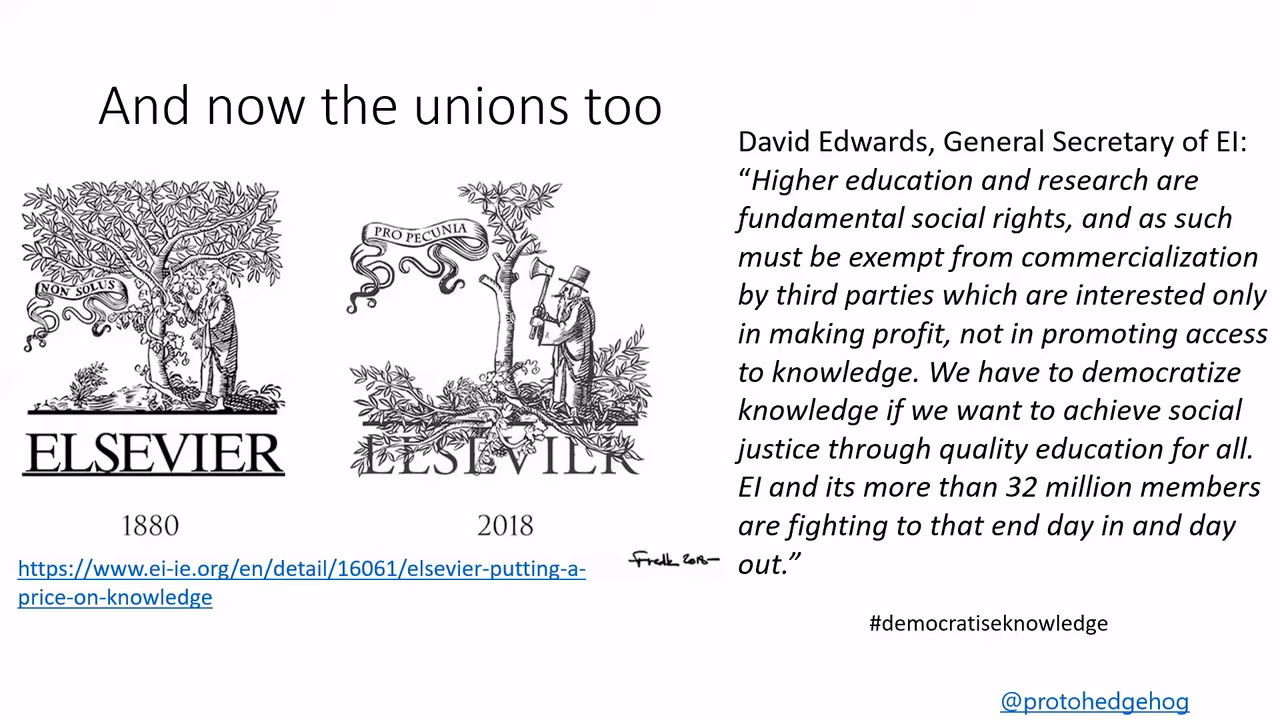 And now the unions too
NON SOLUS
ELSEVIER
1880
PRO PECUNIA
ELSEVIER
2018
https://www.ei-ie.org/en/detail/16061/elsevier-putting-a-
price-on-knowledge
David Edwards, General Secretary of EI:
“Higher education and research are
fundamental social rights, and as such
must be exempt from commercialization
by third parties which are interested only
in making profit, not in promoting access
to knowledge. We have to democratize
knowledge if we want to achieve social
justice through quality education for all.
EI and its more than 32 million members
are fighting to that end day in and day
out.”
#democratiseknowledge
@protohedgehog